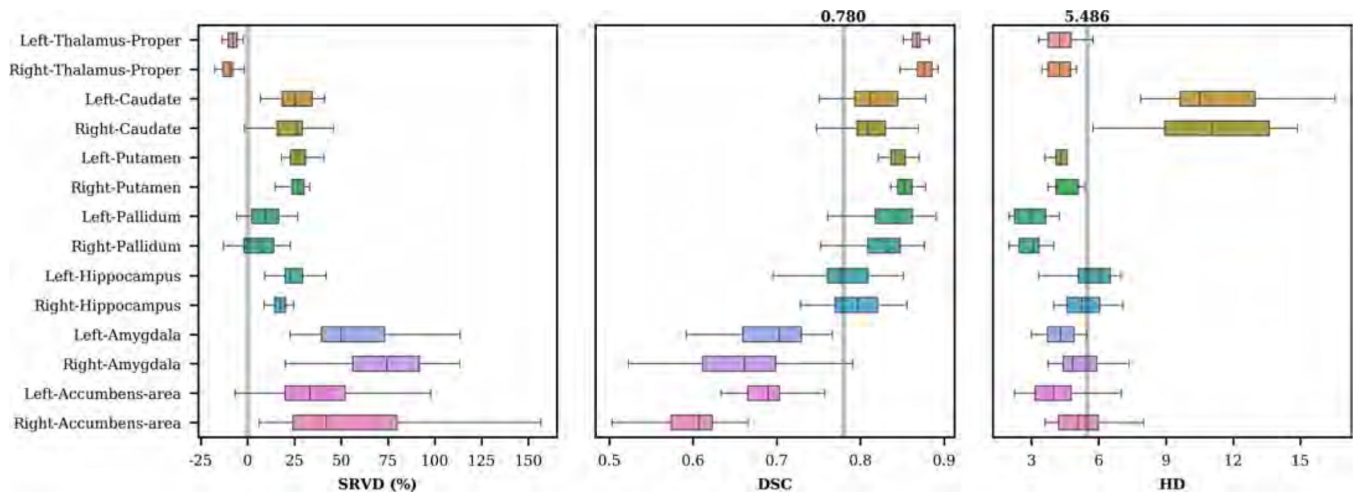 0.780 5.486
Left-Thalamus-Proper
Right-Thalamus-Proper
Left-Caudate
Right-Caudate
Left-Putamen
Right-Putamen
Left-Pallidum
Right-Pallidum
Left-Hippocampus
Right-Hippocampus
Left-Amygdala
Right-Amygdala
Left-Accumbens-area
Right-Accumbens-area
-25 0 25 50 75 100 125 150
SRVD (%)
0.5 0.6 0.7 0.8 0.9
DSC
3 6 9 12 15
HD